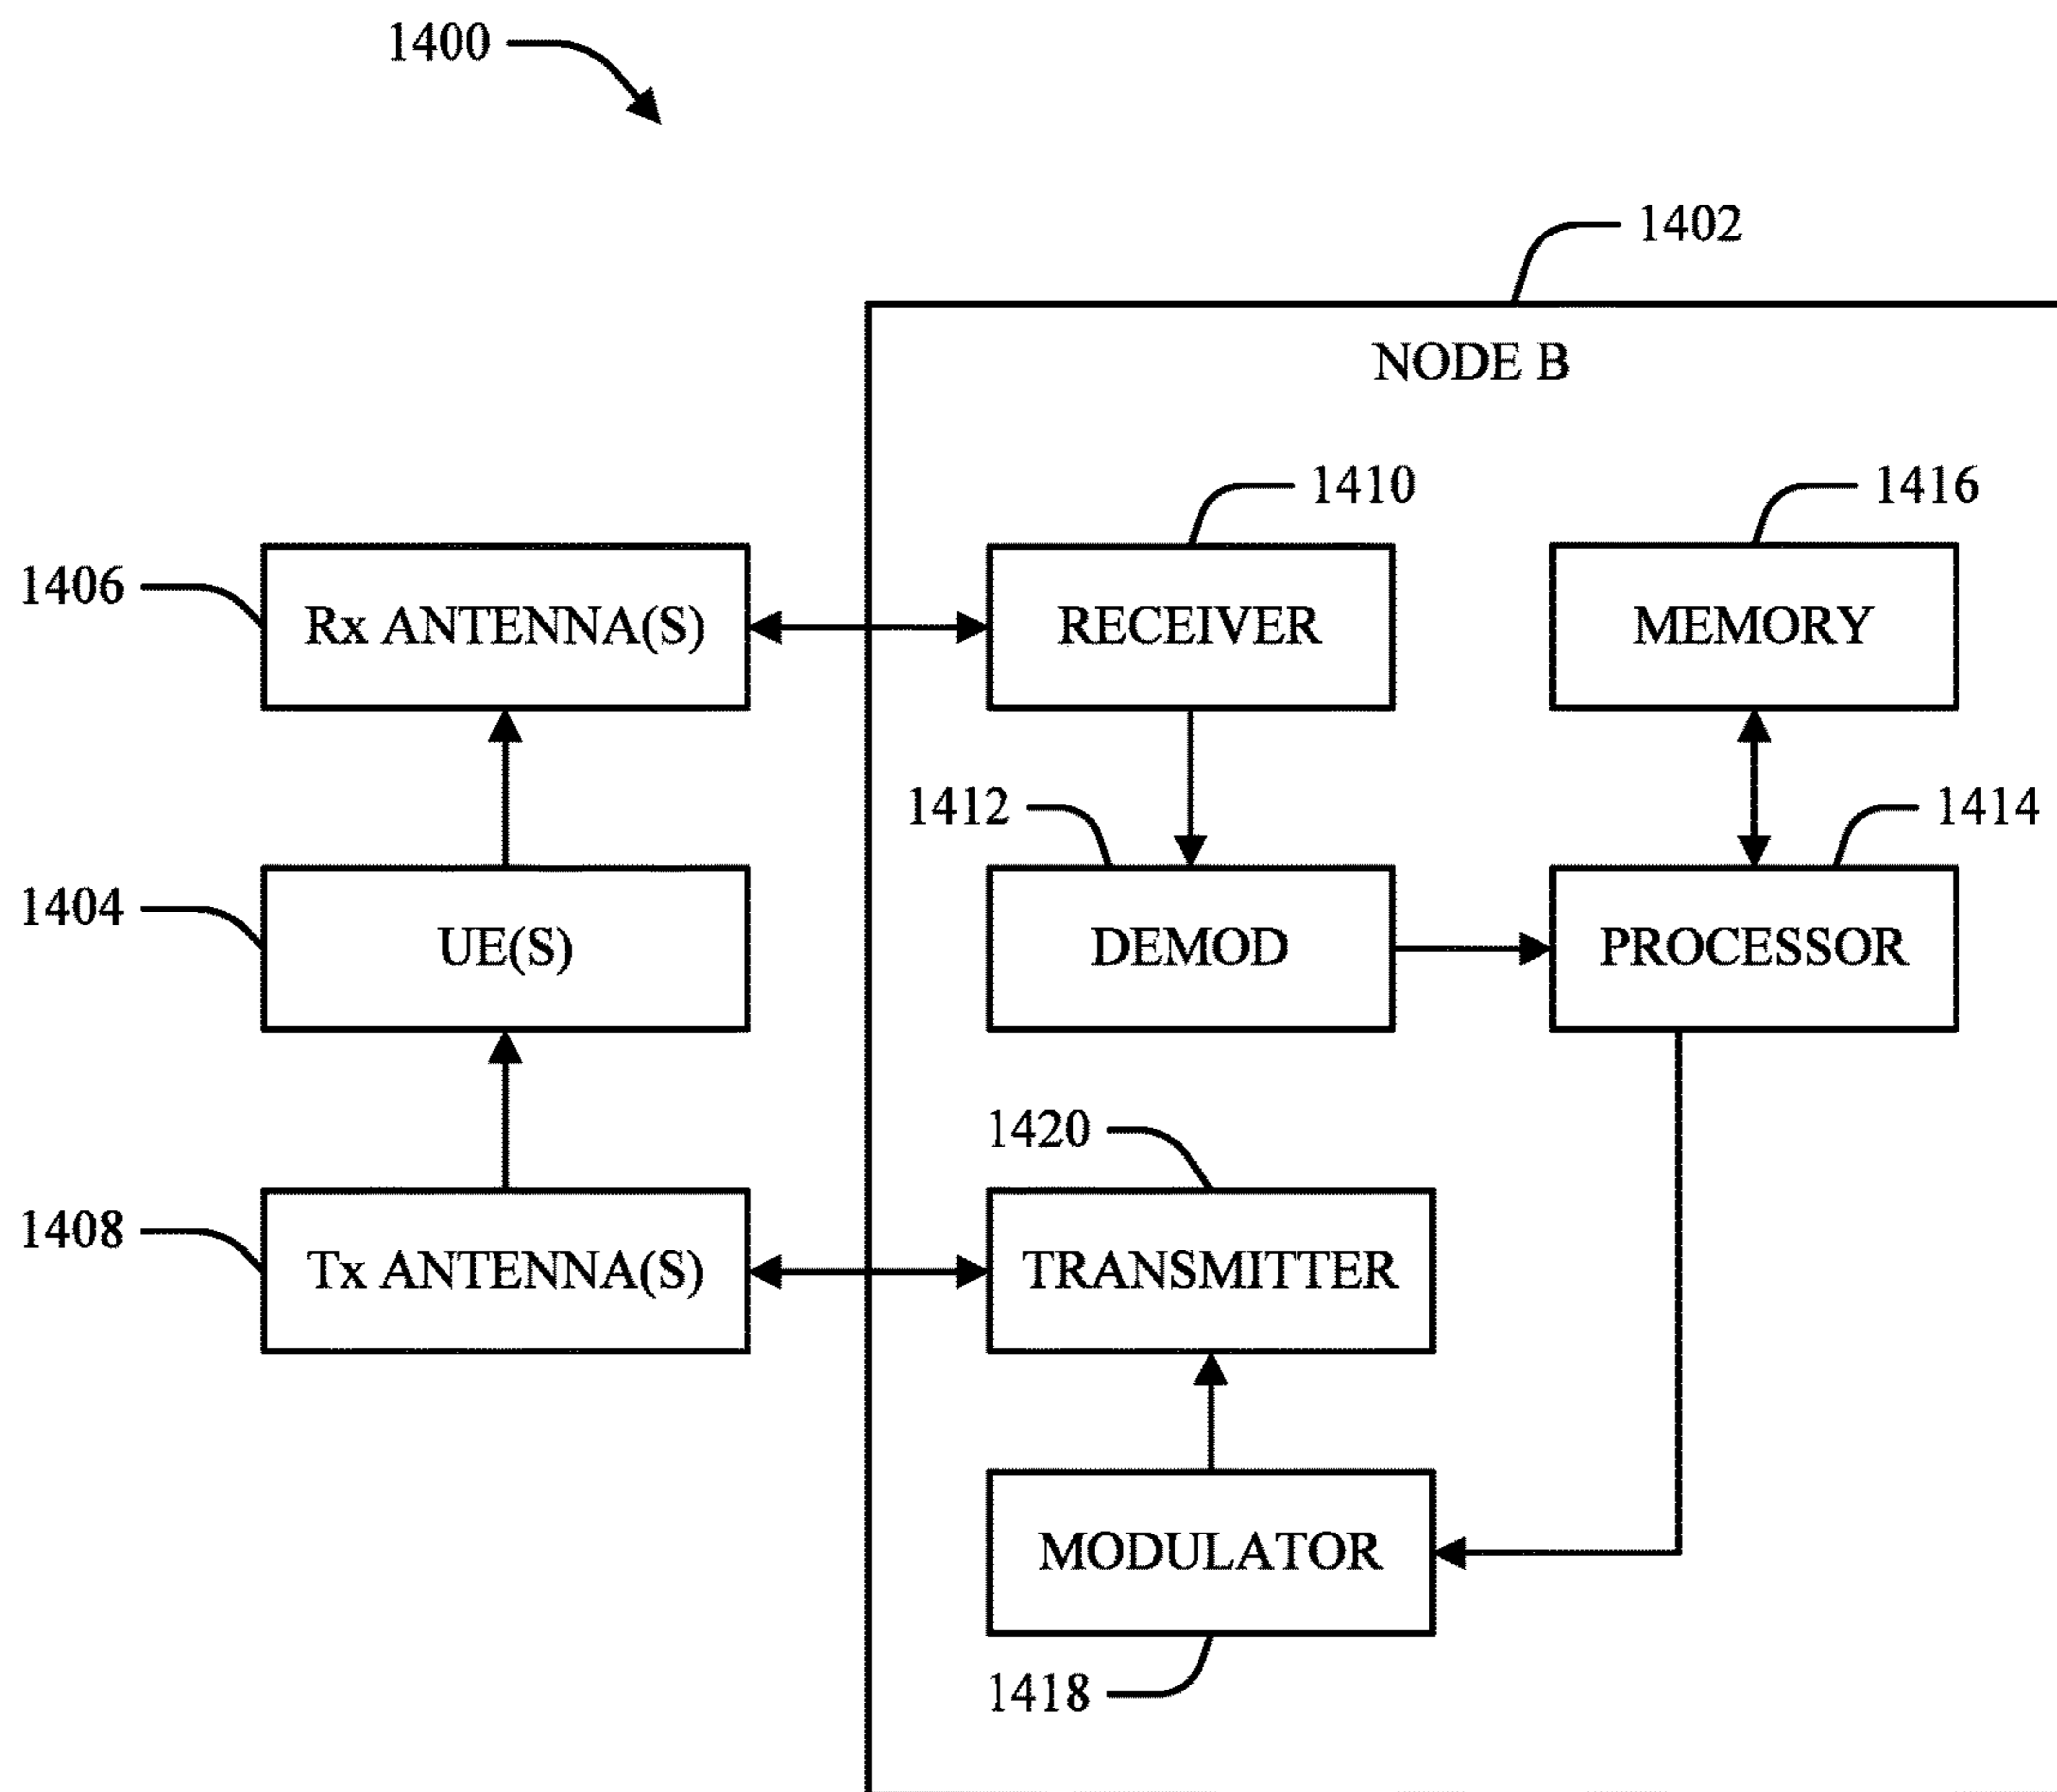 1400
1402
NODE B
1410
1416
1406
Rx ANTENNA(S)
RECEIVER
MEMORY
1412
1414
1404
UE(S)
DEMOD
PROCESSOR
1420
1408
Tx ANTENNA(S)
TRANSMITTER
MODULATOR
1418